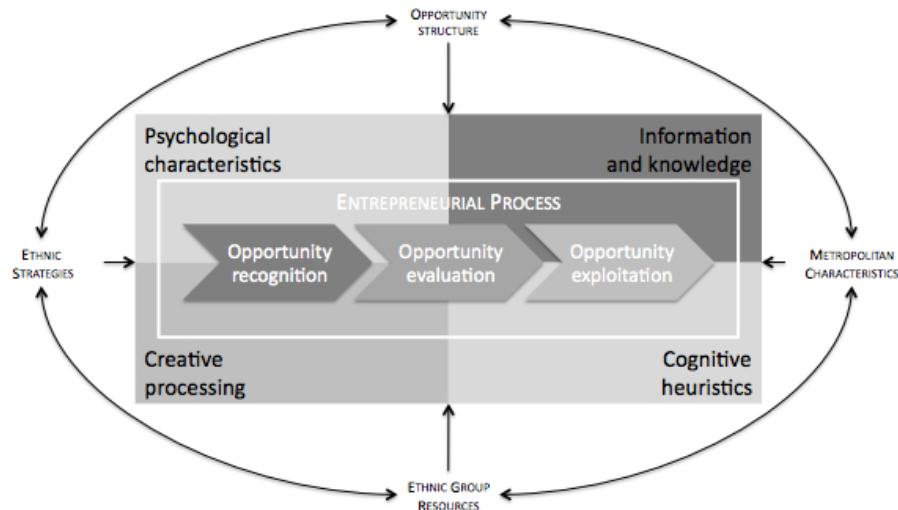 OPPORTUNITY
STRUCTURE
Psychological
characteristics
Information
and knowledge
ENTREPRENEURIAL PROCESS
Opportunity
recognition
Opportunity
evaluation
Opportunity
exploitation
ETHNIC
STRATEGIES
METROPOLITAN
CHARACTERISTICS
Creative
processing
Cognitive
heuristics
ETHNIC GROUP
RESOURCES